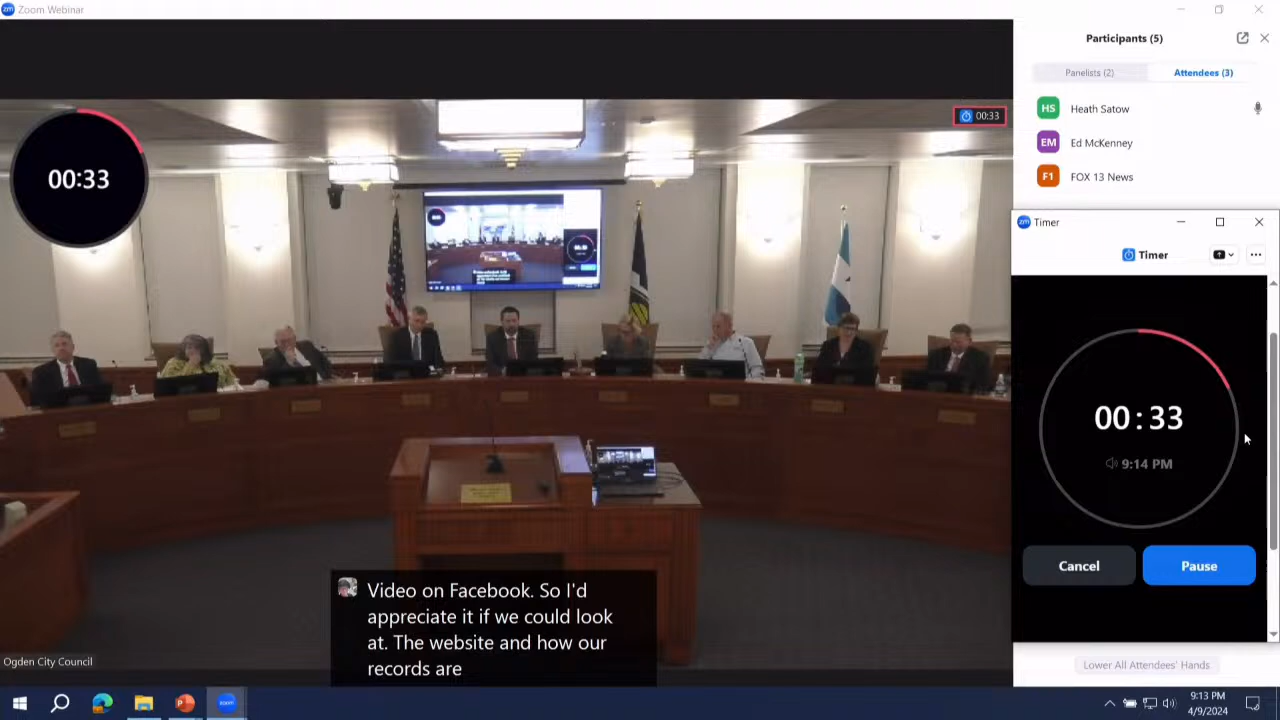 Zoom Webinar
Participants (5)
Panelists (2)
Attendees (3)
HS Heath Satow
EM Ed McKenney
F1 FOX 13 News
00:33
00:33
zm Timer
Timer
00:33
9:14 PM
Cancel
Pause
Video on Facebook. So I'd
appreciate it if we could look
at. The website and how our
records are
Ogden City Council
Lower All Attendees' Hands
zoom
9:13 PM
4/9/2024